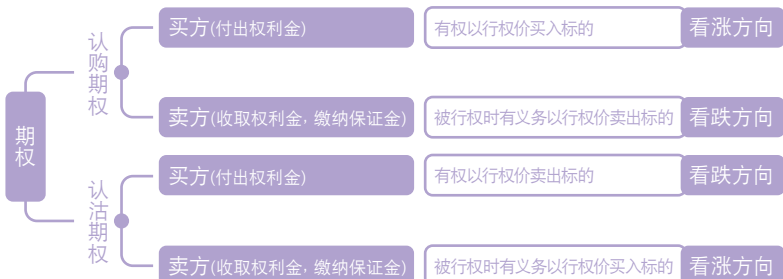 期权
认购期权
买方(付出权利金) 有权以行权价买入标的 看涨方向
卖方(收取权利金，缴纳保证金) 被行权时有义务以行权价卖出标的 看跌方向
认沽期权
买方(付出权利金) 有权以行权价卖出标的 看跌方向
卖方(收取权利金，缴纳保证金) 被行权时有义务以行权价买入标的 看涨方向